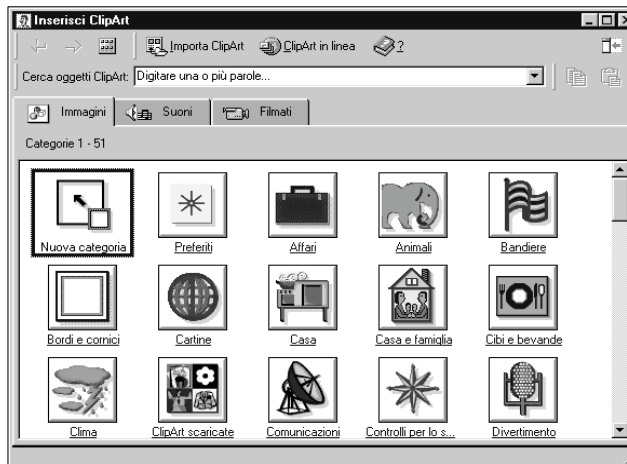 Inserisci ClipArt
Importa ClipArt ClipArt in linea ?
Cerca oggetti ClipArt: Digitare una o più parole...
Immagini Suoni Filmati
Categorie 1 - 51
Nuova categoria Preferiti Affari Animali Bandiere
Bordi e cornici Cartine Casa Casa e famiglia Cibi e bevande
Clima ClipArt scaricate Comunicazioni Controlli per lo s... Divertimento